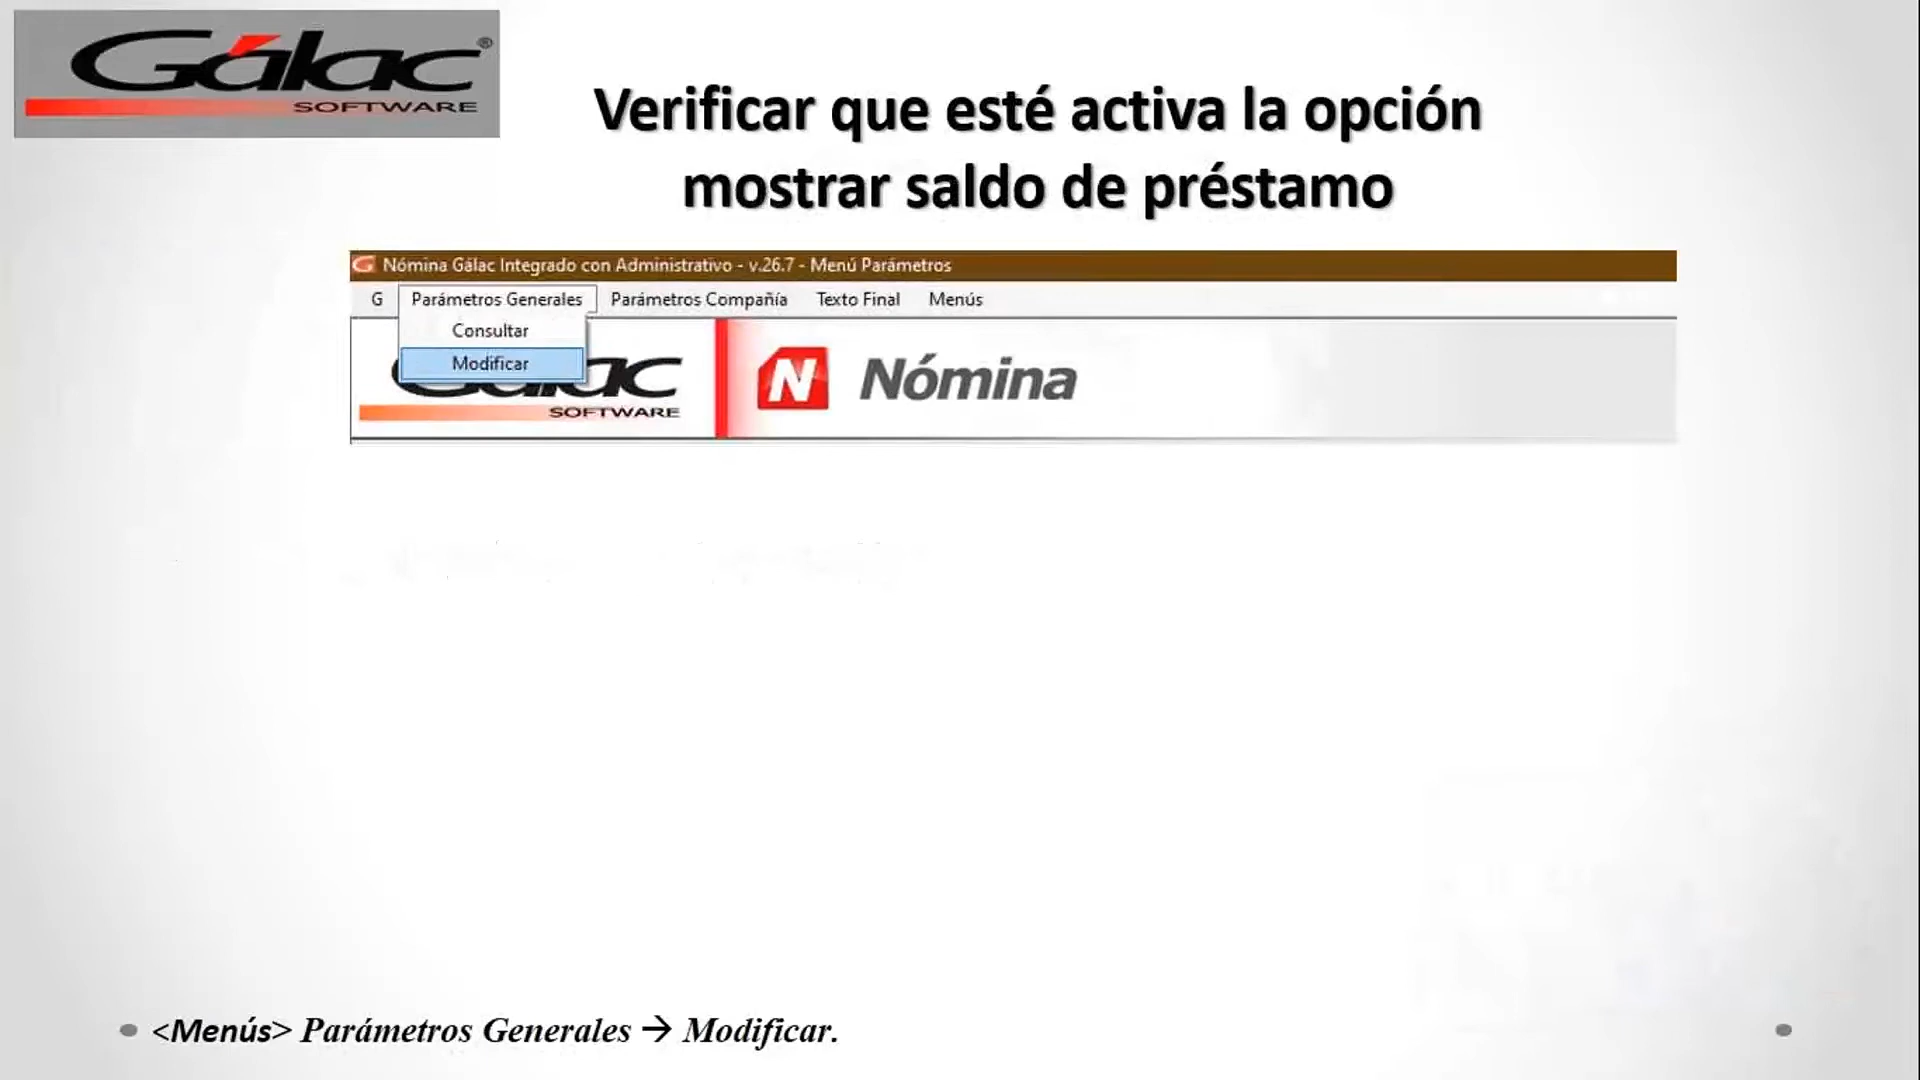 Gálac®
SOFTWARE
Verificar que esté activa la opción
mostrar saldo de préstamo
Nómina Gálac Integrado con Administrativo - v.26.7 - Menú Parámetros
G Parámetros Generales Parámetros Compañía Texto Final Menús
Consultar
Modificar
SOFTWARE
Nómina
<Menús> Parámetros Generales → Modificar.